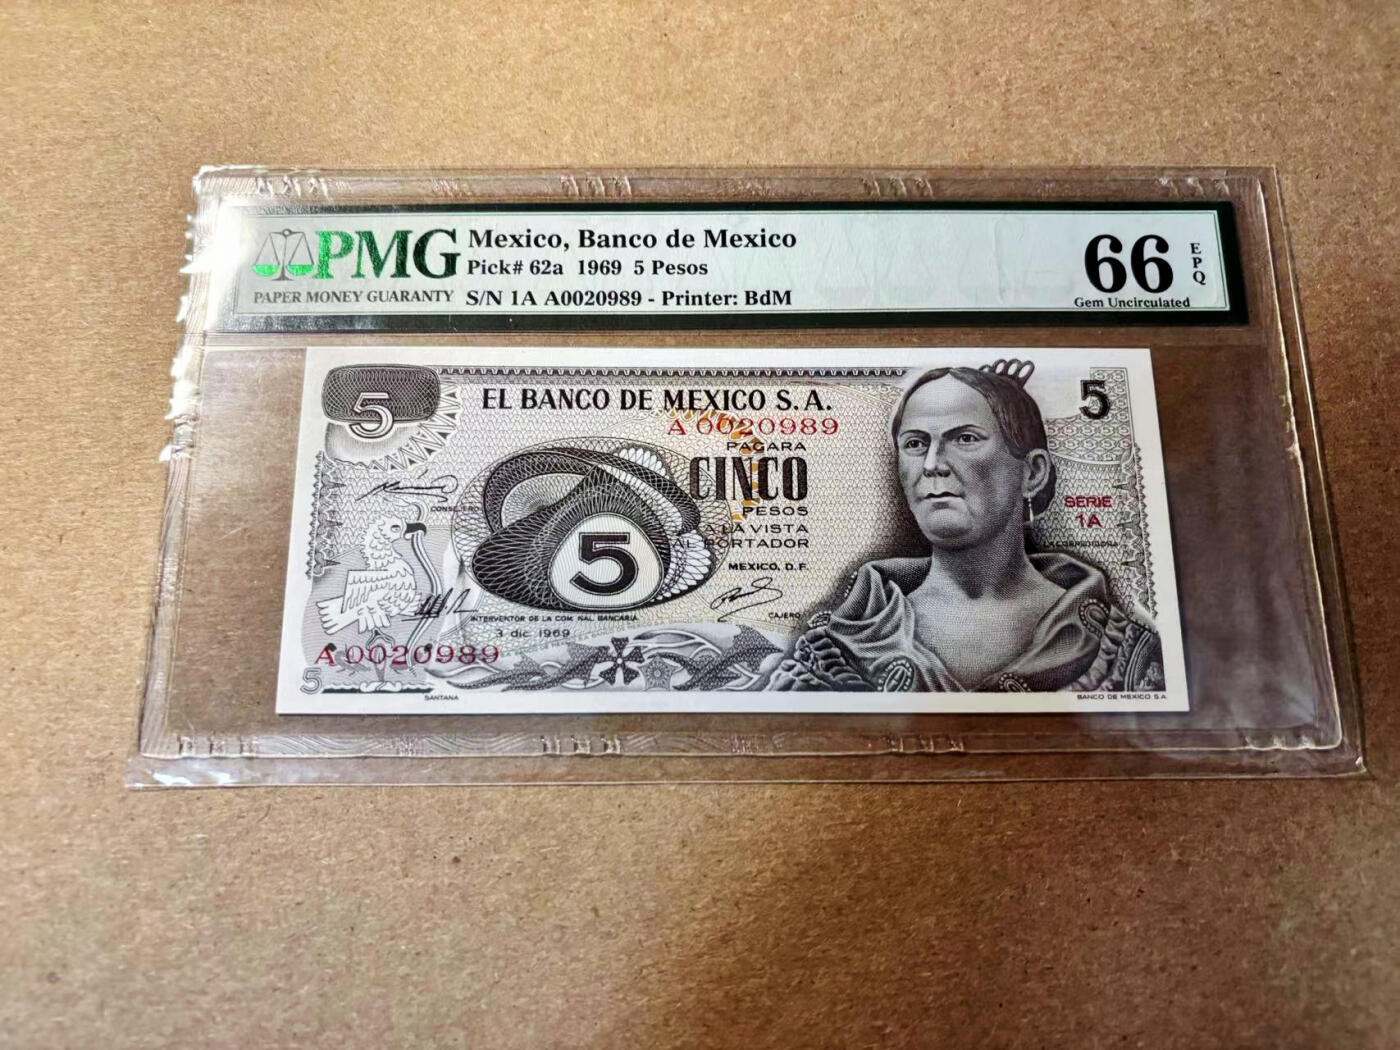 PMG
PAPER MONEY GUARANTY
Mexico, Banco de Mexico
Pick# 62a 1969 5 Pesos
S/N 1A A0020989 - Printer: BdM
66
EPQ
Gem Uncirculated
5
EL BANCO DE MEXICO S.A.
A 0020989
PAGARA
CINCO
PESOS
A LA VISTA
AL PORTADOR
MEXICO, D.F.
5
SERIE
1A
LA CORREGIDORA
CONSEJERO
5
CAJERO
INTERVENTOR DE LA COM. NAL. BANCARIA
3 dic. 1969
A 0020989
5
SANTANA
BANCO DE MEXICO S.A.